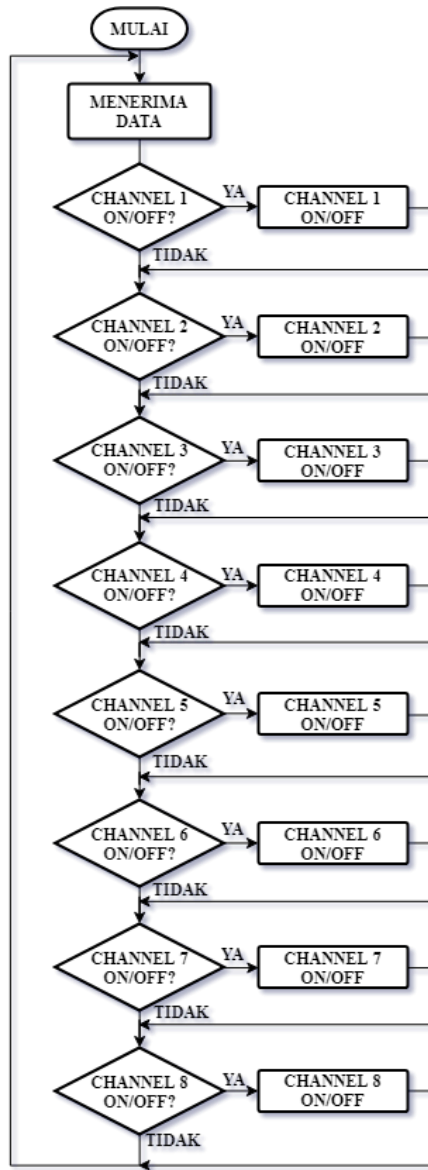 MULAI
MENERIMA
DATA
CHANNEL 1
ON/OFF?
YA
CHANNEL 1
ON/OFF
TIDAK
CHANNEL 2
ON/OFF?
YA
CHANNEL 2
ON/OFF
TIDAK
CHANNEL 3
ON/OFF?
YA
CHANNEL 3
ON/OFF
TIDAK
CHANNEL 4
ON/OFF?
YA
CHANNEL 4
ON/OFF
TIDAK
CHANNEL 5
ON/OFF?
YA
CHANNEL 5
ON/OFF
TIDAK
CHANNEL 6
ON/OFF?
YA
CHANNEL 6
ON/OFF
TIDAK
CHANNEL 7
ON/OFF?
YA
CHANNEL 7
ON/OFF
TIDAK
CHANNEL 8
ON/OFF?
YA
CHANNEL 8
ON/OFF
TIDAK